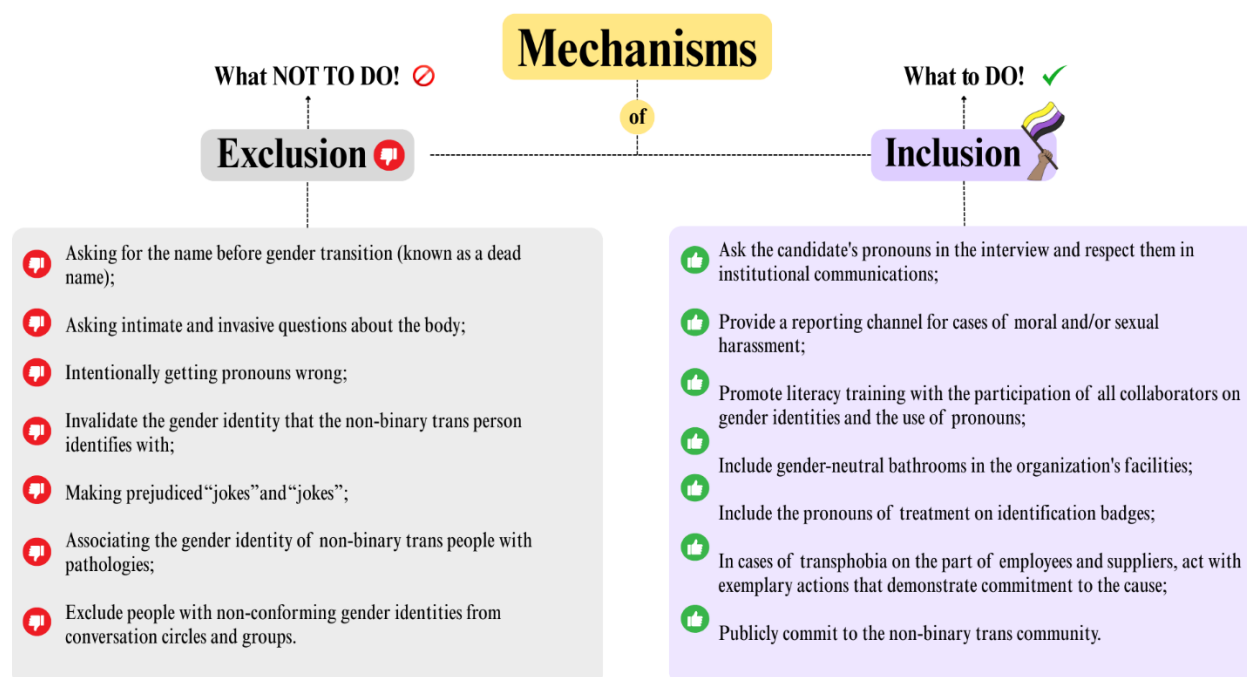 Mechanisms
of
What NOT TO DO!
Exclusion
Asking for the name before gender transition (known as a dead
name);
Asking intimate and invasive questions about the body;
Intentionally getting pronouns wrong;
Invalidate the gender identity that the non-binary trans person
identifies with;
Making prejudiced “jokes” and “jokes”;
Associating the gender identity of non-binary trans people with
pathologies;
Exclude people with non-conforming gender identities from
conversation circles and groups.
What to DO!
Inclusion
Ask the candidate's pronouns in the interview and respect them in
institutional communications;
Provide a reporting channel for cases of moral and/or sexual
harassment;
Promote literacy training with the participation of all collaborators on
gender identities and the use of pronouns;
Include gender-neutral bathrooms in the organization's facilities;
Include the pronouns of treatment on identification badges;
In cases of transphobia on the part of employees and suppliers, act with
exemplary actions that demonstrate commitment to the cause;
Publicly commit to the non-binary trans community.